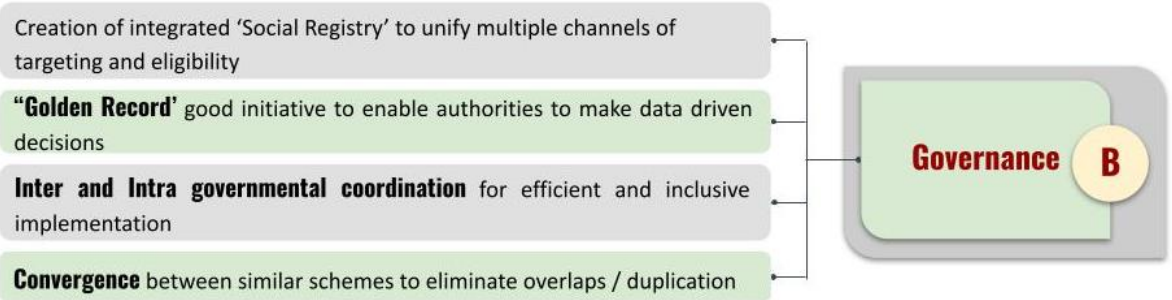 Creation of integrated ‘Social Registry’ to unify multiple channels of
targeting and eligibility
“Golden Record’ good initiative to enable authorities to make data driven
decisions
Inter and Intra governmental coordination for efficient and inclusive
implementation
Convergence between similar schemes to eliminate overlaps / duplication
Governance B